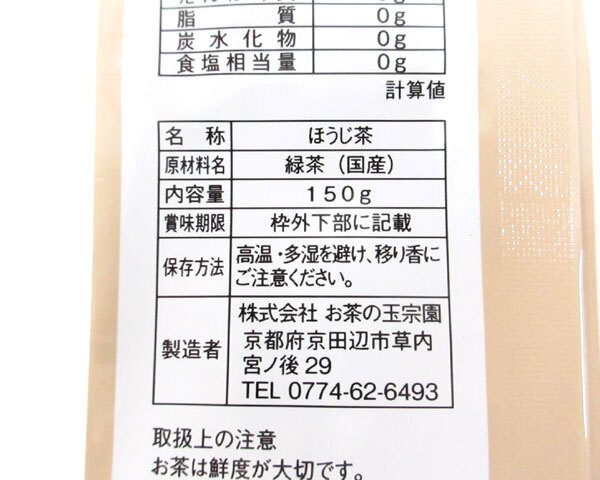 脂質 0g
炭水化物 0g
食塩相当量 0g
計算値
名称 ほうじ茶
原材料名 緑茶(国産)
内容量 150g
賞味期限 枠外下部に記載
保存方法 高温・多湿を避け、移り香に
ご注意ください。
製造者 株式会社 お茶の玉宗園
京都府京田辺市草内
宮ノ後29
TEL 0774-62-6493
取扱上の注意
お茶は鮮度が大切です。